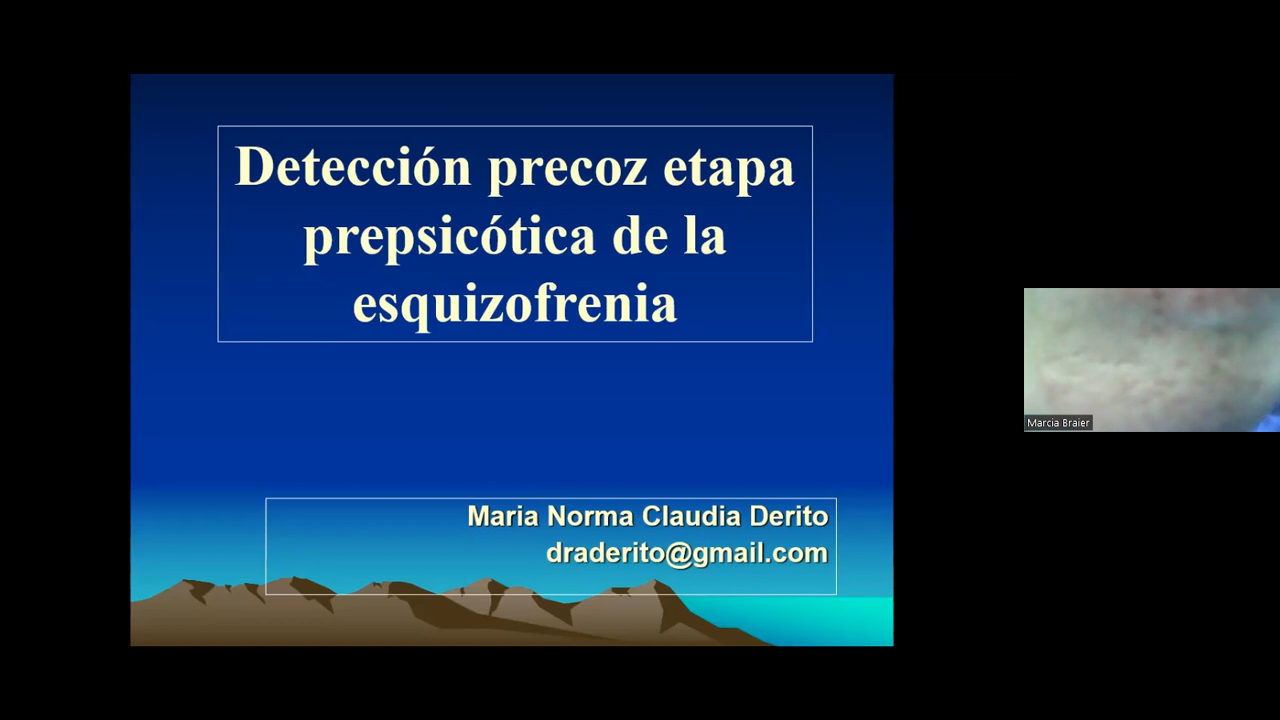 Detección precoz etapa
prepsicótica de la
esquizofrenia
Maria Norma Claudia Derito
draderito@gmail.com
Marcia Braier